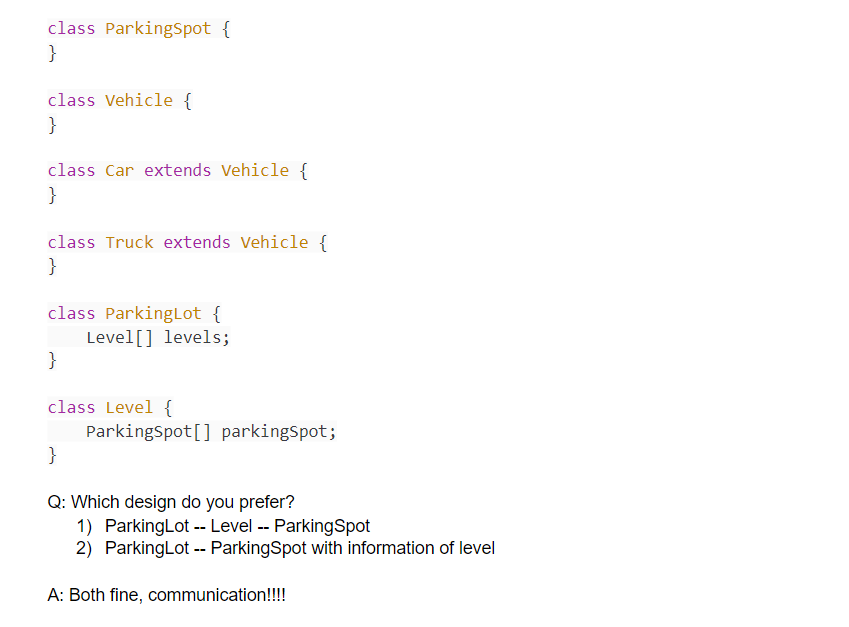 class ParkingSpot {
}
class Vehicle {
}
class Car extends Vehicle {
}
class Truck extends Vehicle {
}
class ParkingLot {
    Level[] levels;
}
class Level {
    ParkingSpot[] parkingSpot;
}
Q: Which design do you prefer?
1) ParkingLot -- Level -- ParkingSpot
2) ParkingLot -- ParkingSpot with information of level
A: Both fine, communication!!!!